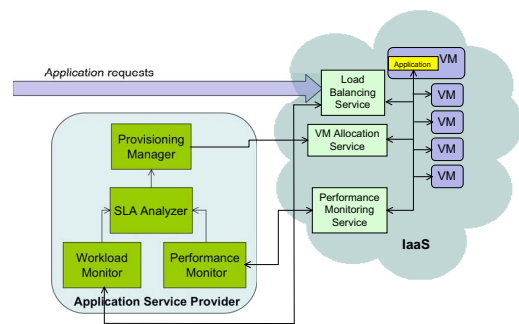 Application requests
Application
VM
Load
Balancing
Service
VM
VM
VM
VM
VM Allocation
Service
Performance
Monitoring
Service
IaaS
Provisioning
Manager
SLA Analyzer
Workload
Monitor
Performance
Monitor
Application Service Provider